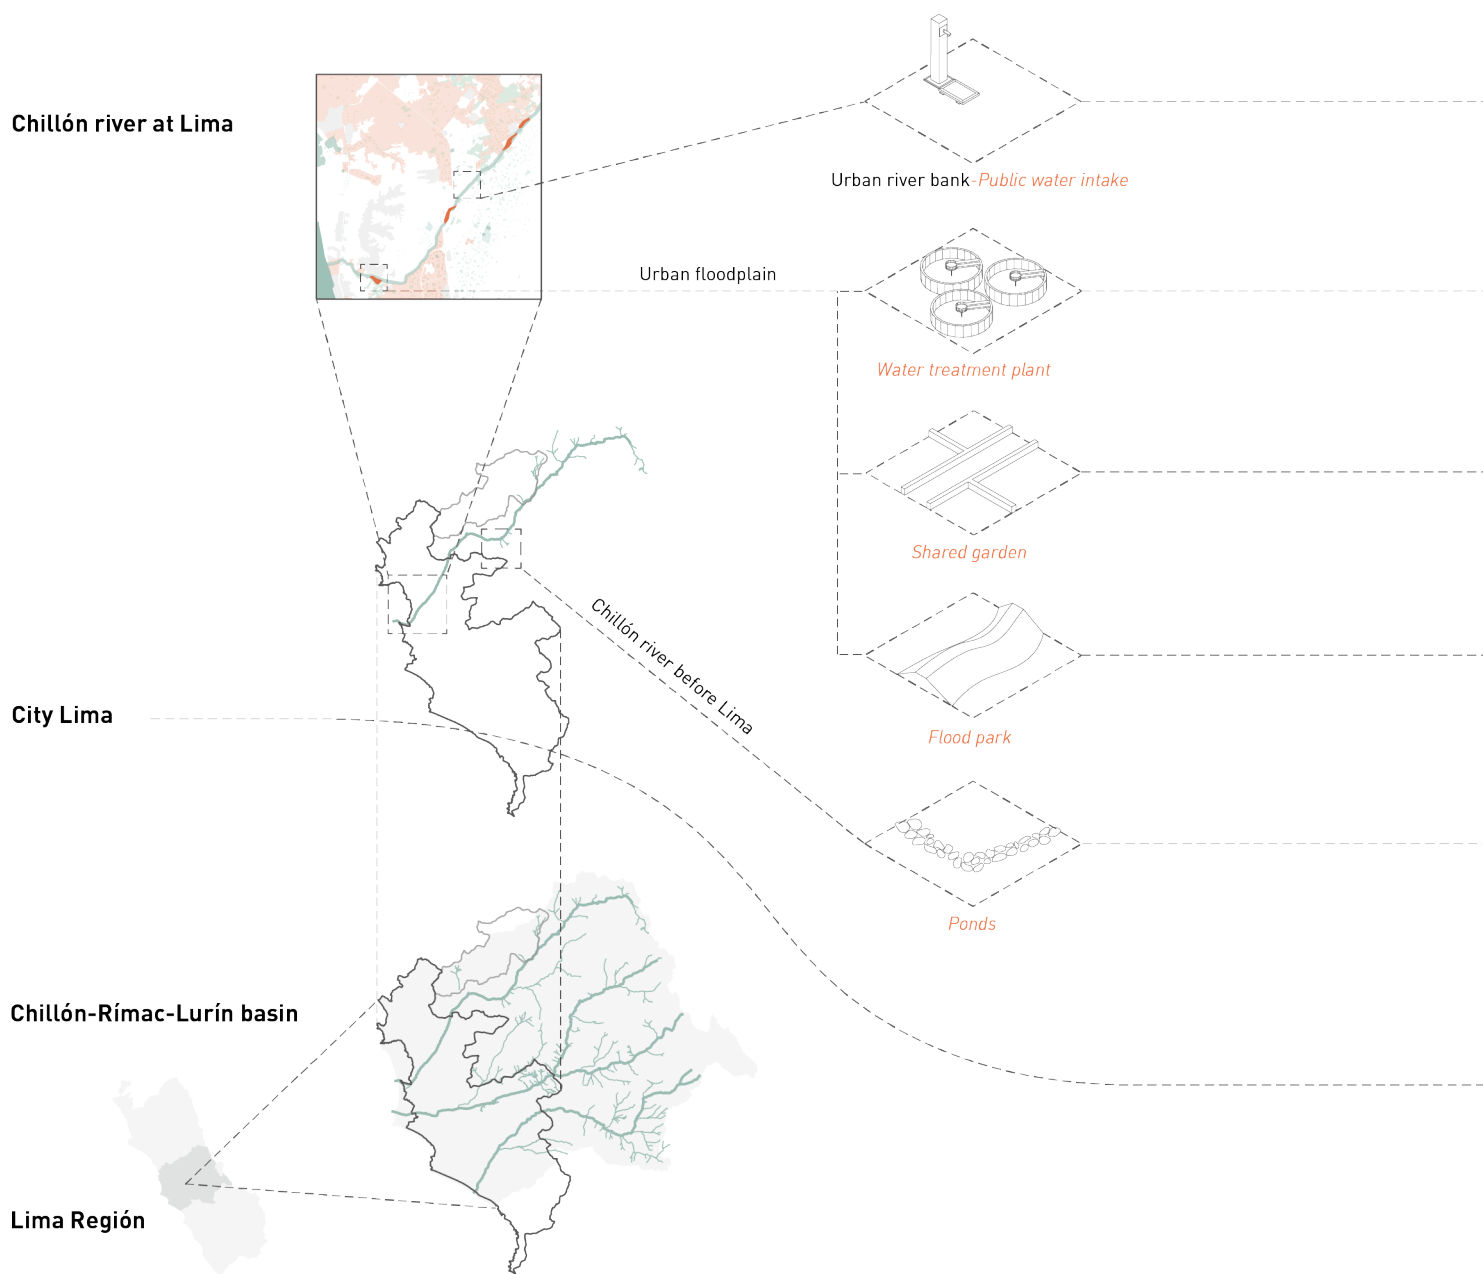 Chillón river at Lima
Urban river bank-Public water intake
Urban floodplain
Water treatment plant
Shared garden
Chillón river before Lima
City Lima
Flood park
Ponds
Chillón-Rímac-Lurín basin
Lima Región